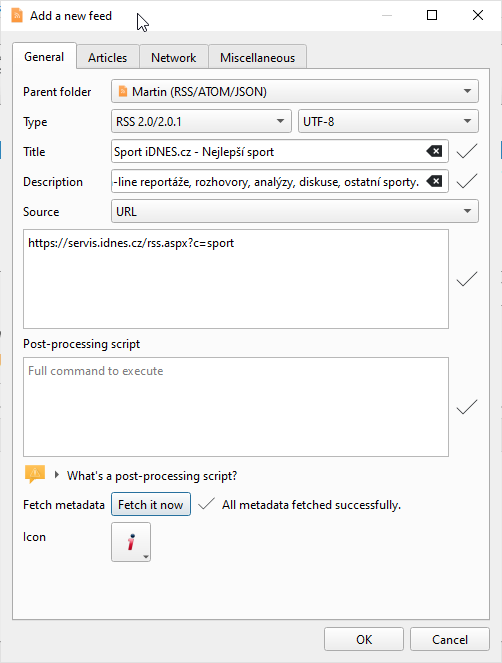 Add a new feed
General Articles Network Miscellaneous
Parent folder Martin (RSS/ATOM/JSON)
Type RSS 2.0/2.0.1 UTF-8
Title Sport iDNES.cz - Nejlepší sport
Description -line reportáže, rozhovory, analýzy, diskuse, ostatní sporty.
Source URL
https://servis.idnes.cz/rss.aspx?c=sport
Post-processing script
Full command to execute
What's a post-processing script?
Fetch metadata Fetch it now All metadata fetched successfully.
Icon
OK Cancel